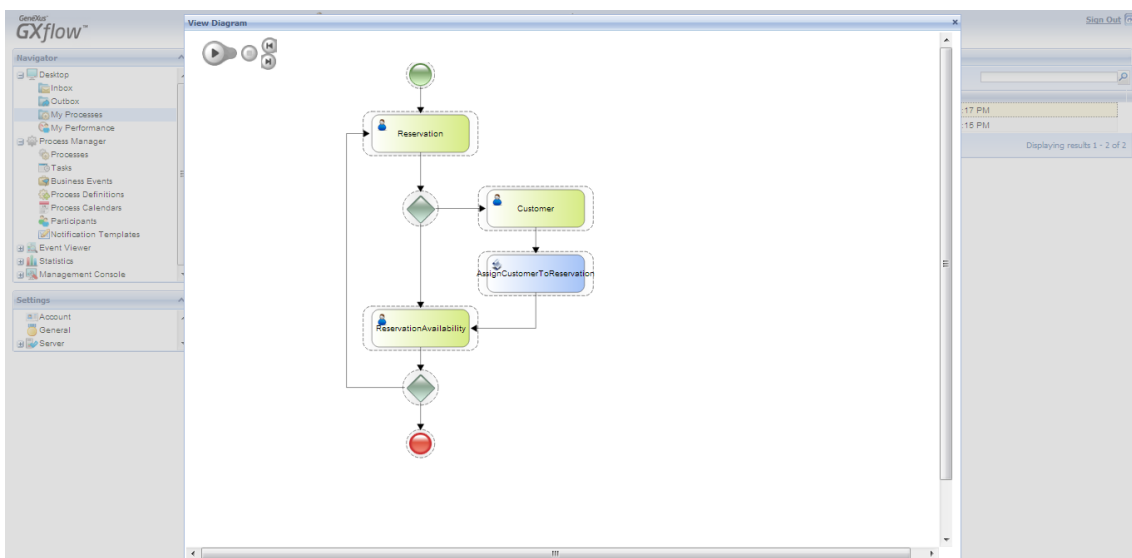 GeneXus™
GXflow™
View Diagram
×
Sign Out
Navigator
Desktop
Inbox
Outbox
My Processes
My Performance
Process Manager
Processes
Tasks
Business Events
Process Definitions
Process Calendars
Participants
Notification Templates
Event Viewer
Statistics
Management Console
Settings
Account
General
Server
Reservation
Customer
AssignCustomerToReservation
ReservationAvailability
:17 PM
:15 PM
Displaying results 1 - 2 of 2